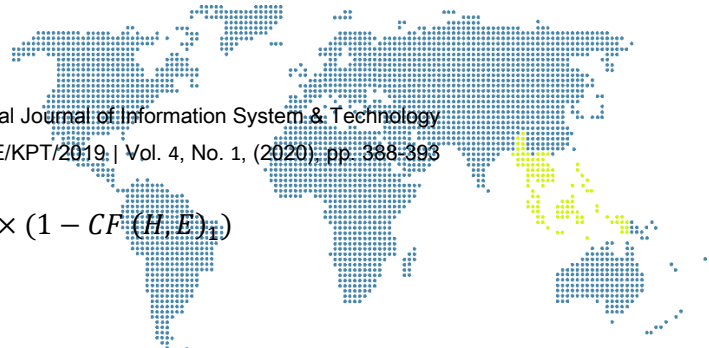 al Journal of Information System & Technology
E/KPT/2019 | Vol. 4, No. 1, (2020), pp. 388-393
× (1 − CF (H, E)₁)